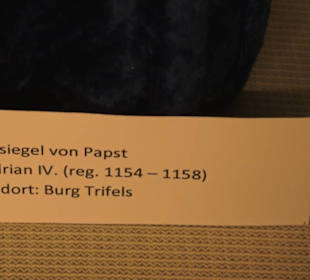 siegel von Papst
rian IV. (reg. 1154 – 1158)
dort: Burg Trifels